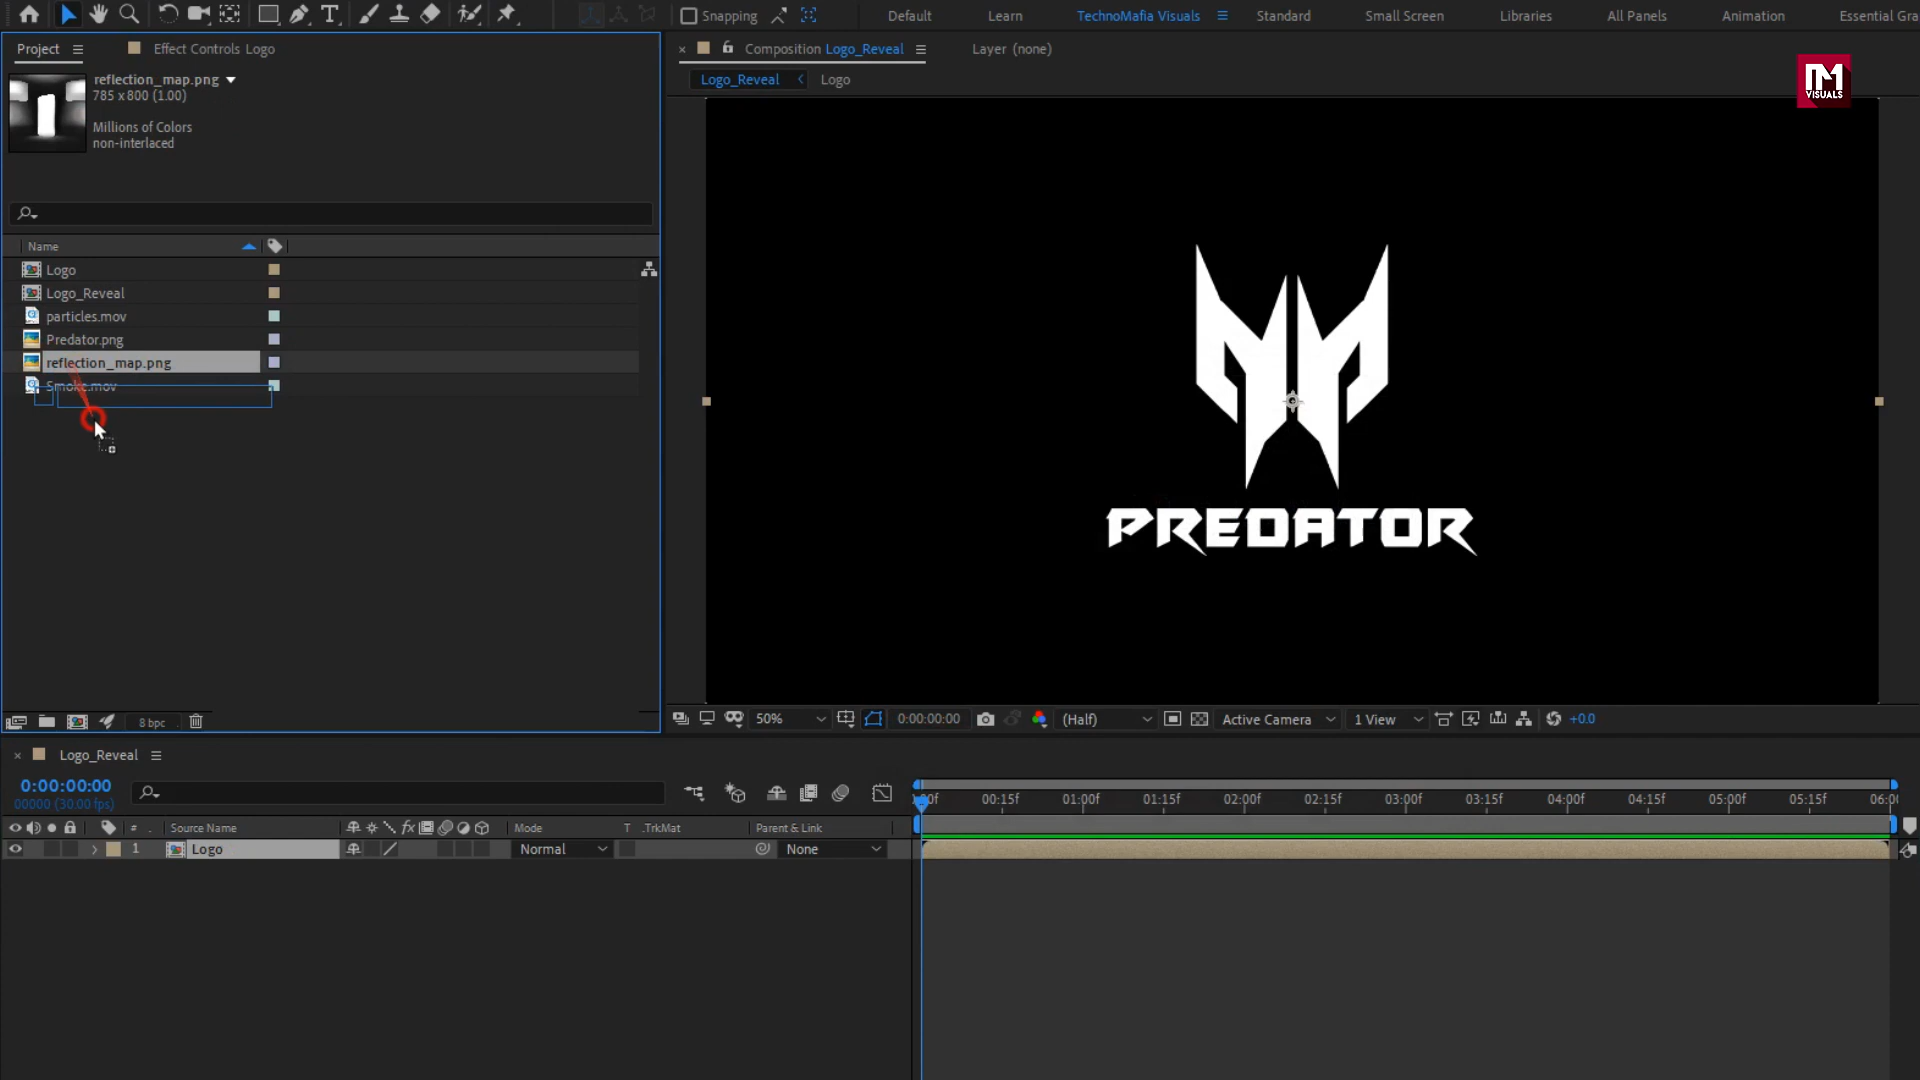 Snapping
Default
Learn
TechnoMafia Visuals
Standard
Small Screen
Libraries
All Panels
Animation
Essential Gra
Project
Effect Controls Logo
reflection_map.png
785 x 800 (1.00)
Millions of Colors
non-interlaced
Name
Logo
Logo_Reveal
particles.mov
Predator.png
reflection_map.png
Smoke.mov
8 bpc
Composition Logo_Reveal
Layer (none)
Logo_Reveal
Logo
TM
VISUALS
PREDATOR
50%
0:00:00:00
(Half)
Active Camera
1 View
+0.0
Logo_Reveal
0:00:00:00
00000 (30.00 fps)
00:15f
01:00f
01:15f
02:00f
02:15f
03:00f
03:15f
04:00f
04:15f
05:00f
05:15f
06:0
# . Source Name
fx
Mode
T .TrkMat
Parent & Link
1 Logo
Normal
None